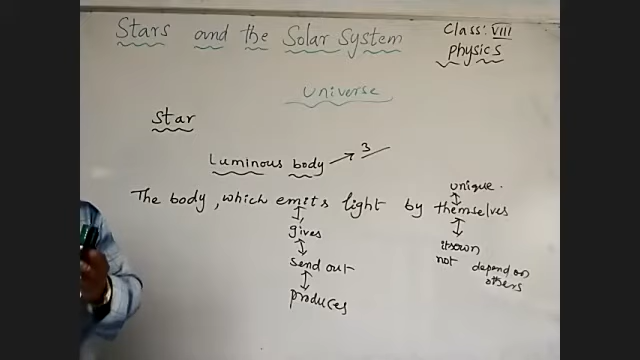 Stars and the Solar System
Class: VIII
Physics
Universe
Star
Luminous body → 3
The body, which emits light by themselves
gives
send out
produces
unique.
itsown
not depend on
others